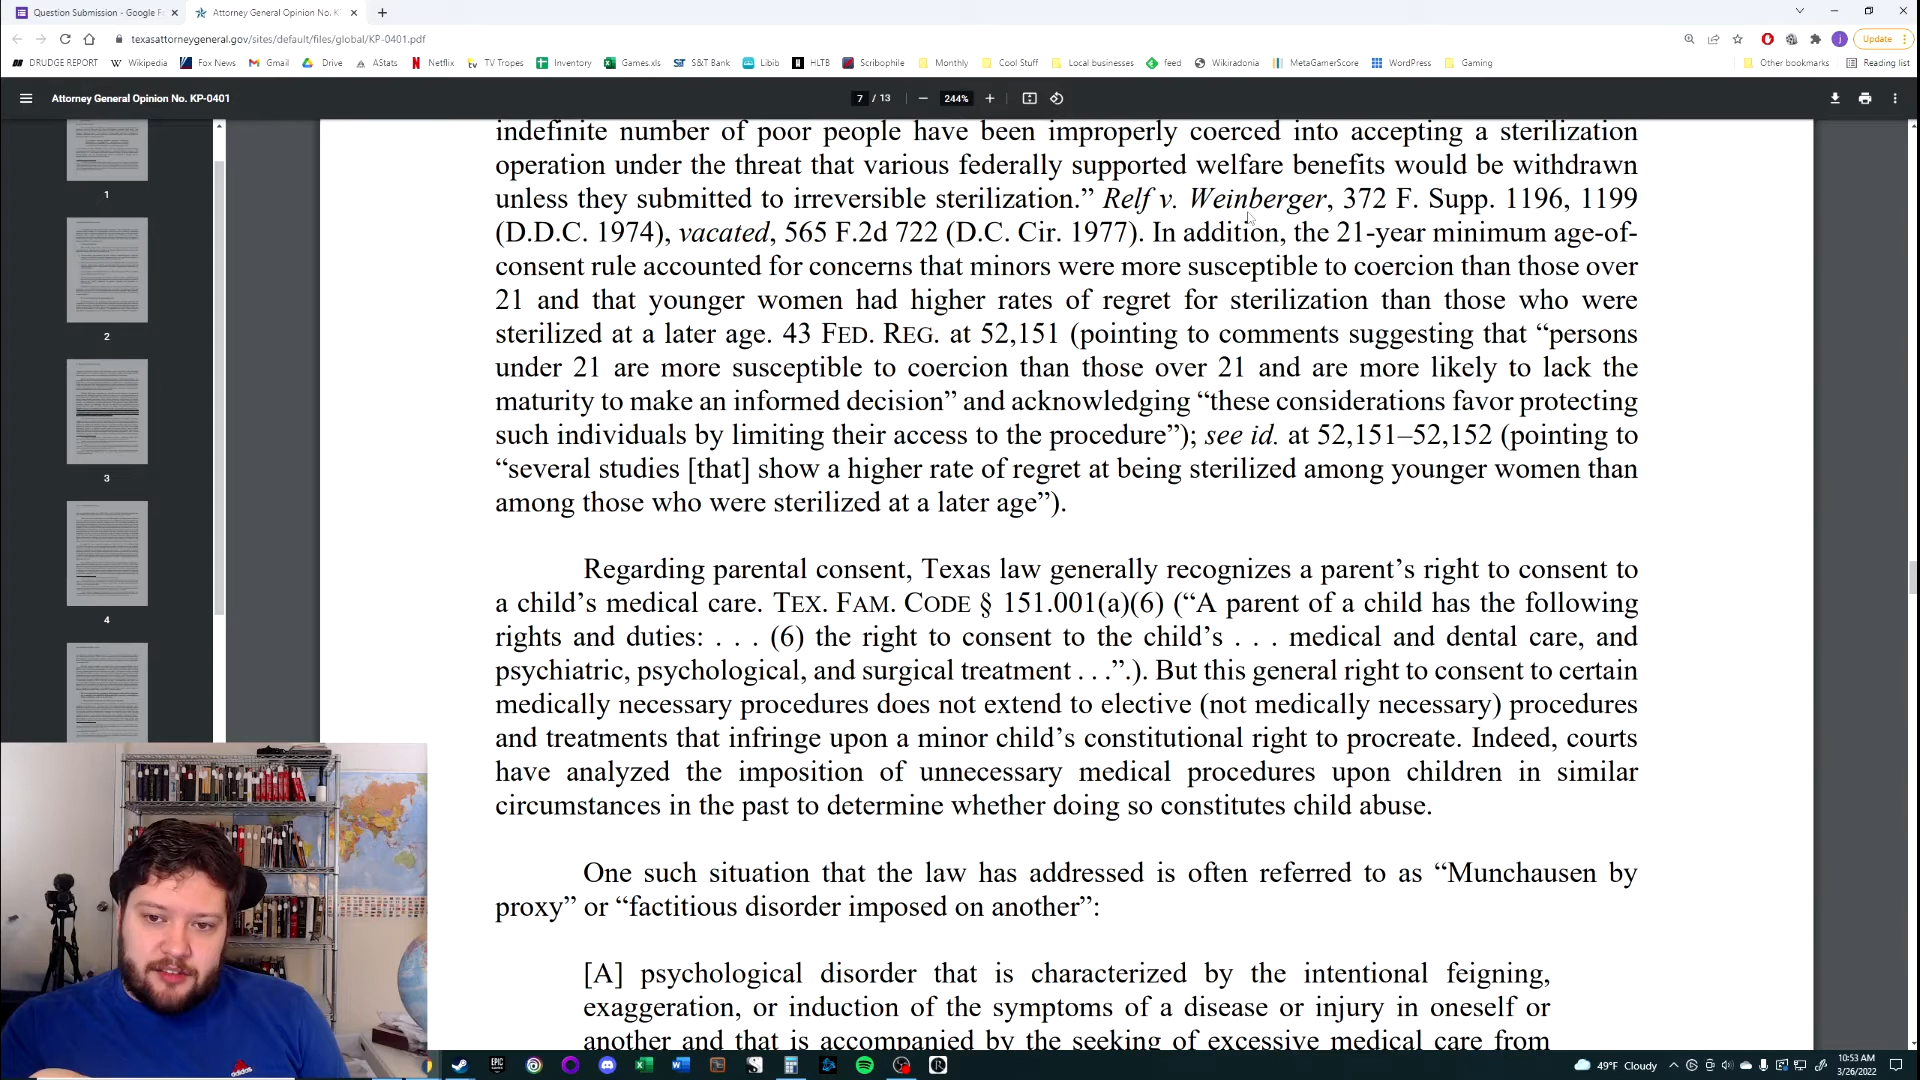 Question Submission - Google F
Attorney General Opinion No. K
texasattorneygeneral.gov/sites/default/files/global/KP-0401.pdf
Update
DRUDGE REPORT
Wikipedia
Fox News
Gmail
Drive
AStats
Netflix
TV Tropes
Inventory
Games.xls
S&T Bank
Libib
HLTB
Scribophile
Monthly
Cool Stuff
Local businesses
feed
Wikiradonia
MetaGamerScore
WordPress
Gaming
Other bookmarks
Reading list
Attorney General Opinion No. KP-0401
7 / 13
244%
1
2
3
4
indefinite number of poor people have been improperly coerced into accepting a sterilization
operation under the threat that various federally supported welfare benefits would be withdrawn
unless they submitted to irreversible sterilization.” Relf v. Weinberger, 372 F. Supp. 1196, 1199
(D.D.C. 1974), vacated, 565 F.2d 722 (D.C. Cir. 1977). In addition, the 21-year minimum age-of-
consent rule accounted for concerns that minors were more susceptible to coercion than those over
21 and that younger women had higher rates of regret for sterilization than those who were
sterilized at a later age. 43 FED. REG. at 52,151 (pointing to comments suggesting that “persons
under 21 are more susceptible to coercion than those over 21 and are more likely to lack the
maturity to make an informed decision” and acknowledging “these considerations favor protecting
such individuals by limiting their access to the procedure”); see id. at 52,151–52,152 (pointing to
“several studies [that] show a higher rate of regret at being sterilized among younger women than
among those who were sterilized at a later age”).
Regarding parental consent, Texas law generally recognizes a parent’s right to consent to
a child’s medical care. TEX. FAM. CODE § 151.001(a)(6) (“A parent of a child has the following
rights and duties: . . . (6) the right to consent to the child’s . . . medical and dental care, and
psychiatric, psychological, and surgical treatment . . .”.). But this general right to consent to certain
medically necessary procedures does not extend to elective (not medically necessary) procedures
and treatments that infringe upon a minor child’s constitutional right to procreate. Indeed, courts
have analyzed the imposition of unnecessary medical procedures upon children in similar
circumstances in the past to determine whether doing so constitutes child abuse.
One such situation that the law has addressed is often referred to as “Munchausen by
proxy” or “factitious disorder imposed on another”:
[A] psychological disorder that is characterized by the intentional feigning,
exaggeration, or induction of the symptoms of a disease or injury in oneself or
another and that is accompanied by the seeking of excessive medical care from
adidas
EPIC
49°F Cloudy
10:53 AM
3/26/2022